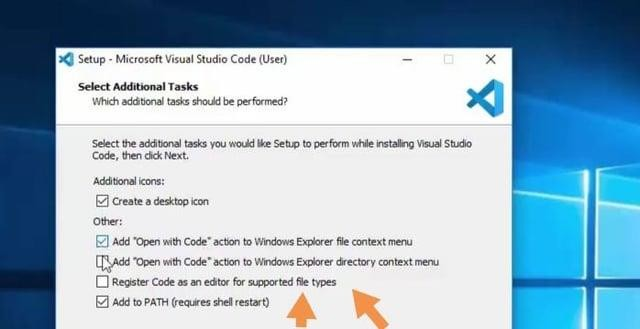 Setup - Microsoft Visual Studio Code (User)
Select Additional Tasks
Which additional tasks should be performed?
Select the additional tasks you would like Setup to perform while installing Visual Studio
Code, then click Next.
Additional icons:
Create a desktop icon
Other:
Add "Open with Code" action to Windows Explorer file context menu
Add "Open with Code" action to Windows Explorer directory context menu
Register Code as an editor for supported file types
Add to PATH (requires shell restart)